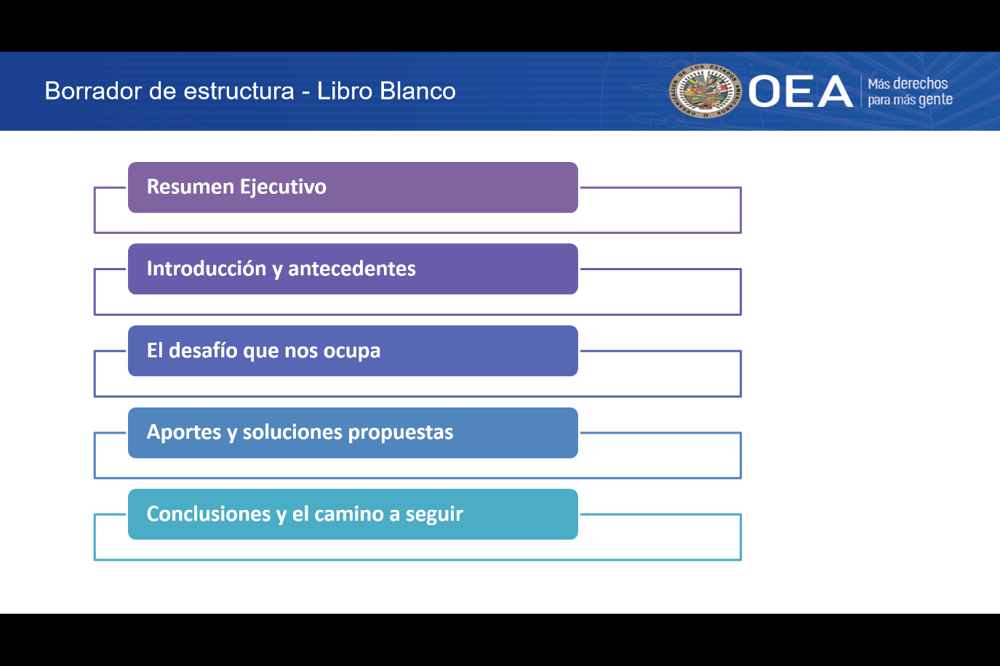 Borrador de estructura - Libro Blanco
ORGANIZACIÓN DE LOS ESTADOS AMERICANOS
OEA
Más derechos
para más gente
Resumen Ejecutivo
Introducción y antecedentes
El desafío que nos ocupa
Aportes y soluciones propuestas
Conclusiones y el camino a seguir